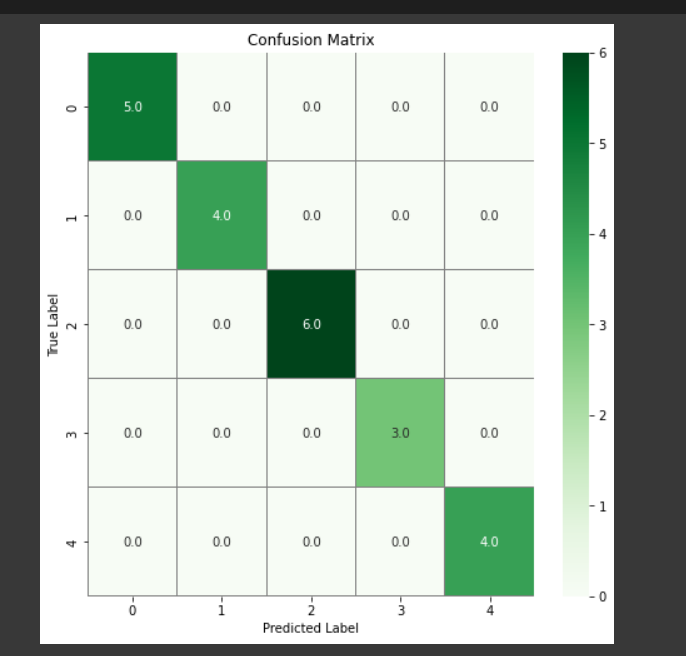 Confusion Matrix
0 5.0 0.0 0.0 0.0 0.0
1 0.0 4.0 0.0 0.0 0.0
2 0.0 0.0 6.0 0.0 0.0
3 0.0 0.0 0.0 3.0 0.0
4 0.0 0.0 0.0 0.0 4.0
0 1 2 3 4
Predicted Label
True Label
6
5
4
3
2
1
0